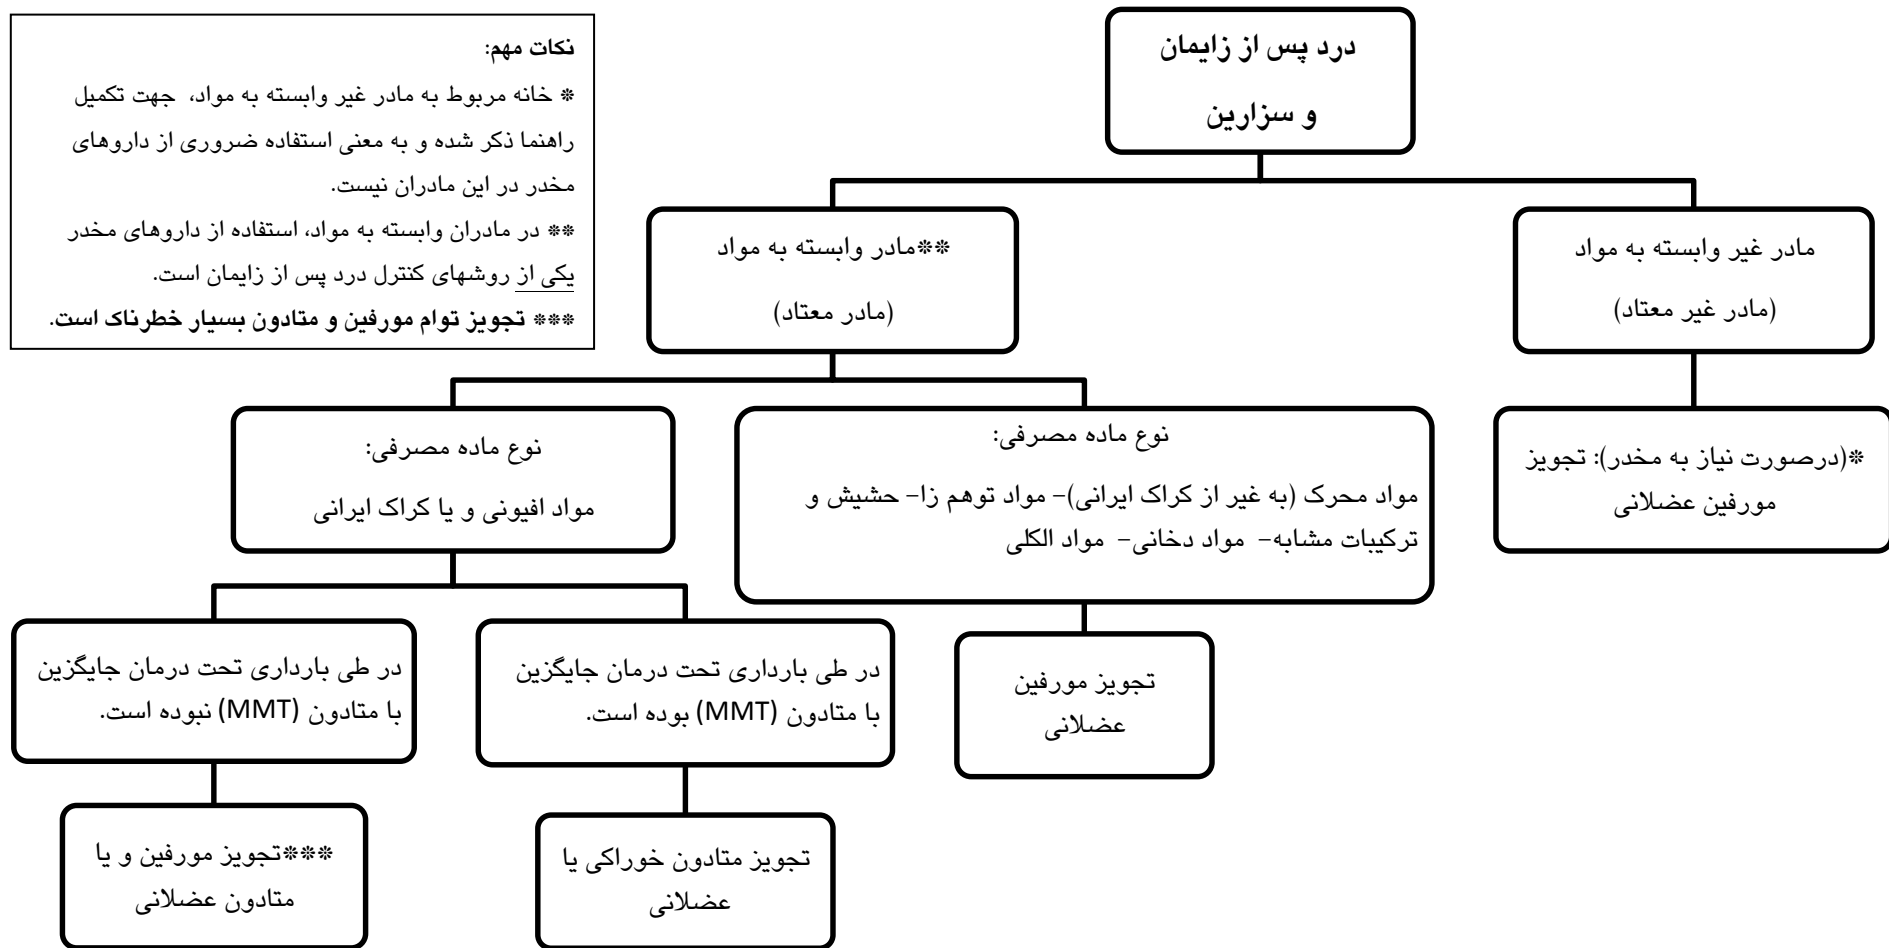 نکات مهم:
* خانه مربوط به مادر غیر وابسته به مواد، جهت تکمیل
راهنما ذکر شده و به معنی استفاده ضروری از داروهای
مخدر در این مادران نیست.
** در مادران وابسته به مواد، استفاده از داروهای مخدر
یکی از روشهای کنترل درد پس از زایمان است.
*** تجویز توام مورفین و متادون بسیار خطرناک است.
درد پس از زایمان
و سزارین
مادر غیر وابسته به مواد
(مادر غیر معتاد)
**مادر وابسته به مواد
(مادر معتاد)
*(درصورت نیاز به مخدر): تجویز
مورفین عضلانی
نوع ماده مصرفی:
مواد محرک (به غیر از کراک ایرانی)- مواد توهم زا- حشیش و
ترکیبات مشابه- مواد دخانی- مواد الکلی
نوع ماده مصرفی:
مواد افیونی و یا کراک ایرانی
تجویز مورفین
عضلانی
در طی بارداری تحت درمان جایگزین
با متادون (MMT) بوده است.
در طی بارداری تحت درمان جایگزین
با متادون (MMT) نبوده است.
تجویز متادون خوراکی یا
عضلانی
***تجویز مورفین و یا
متادون عضلانی